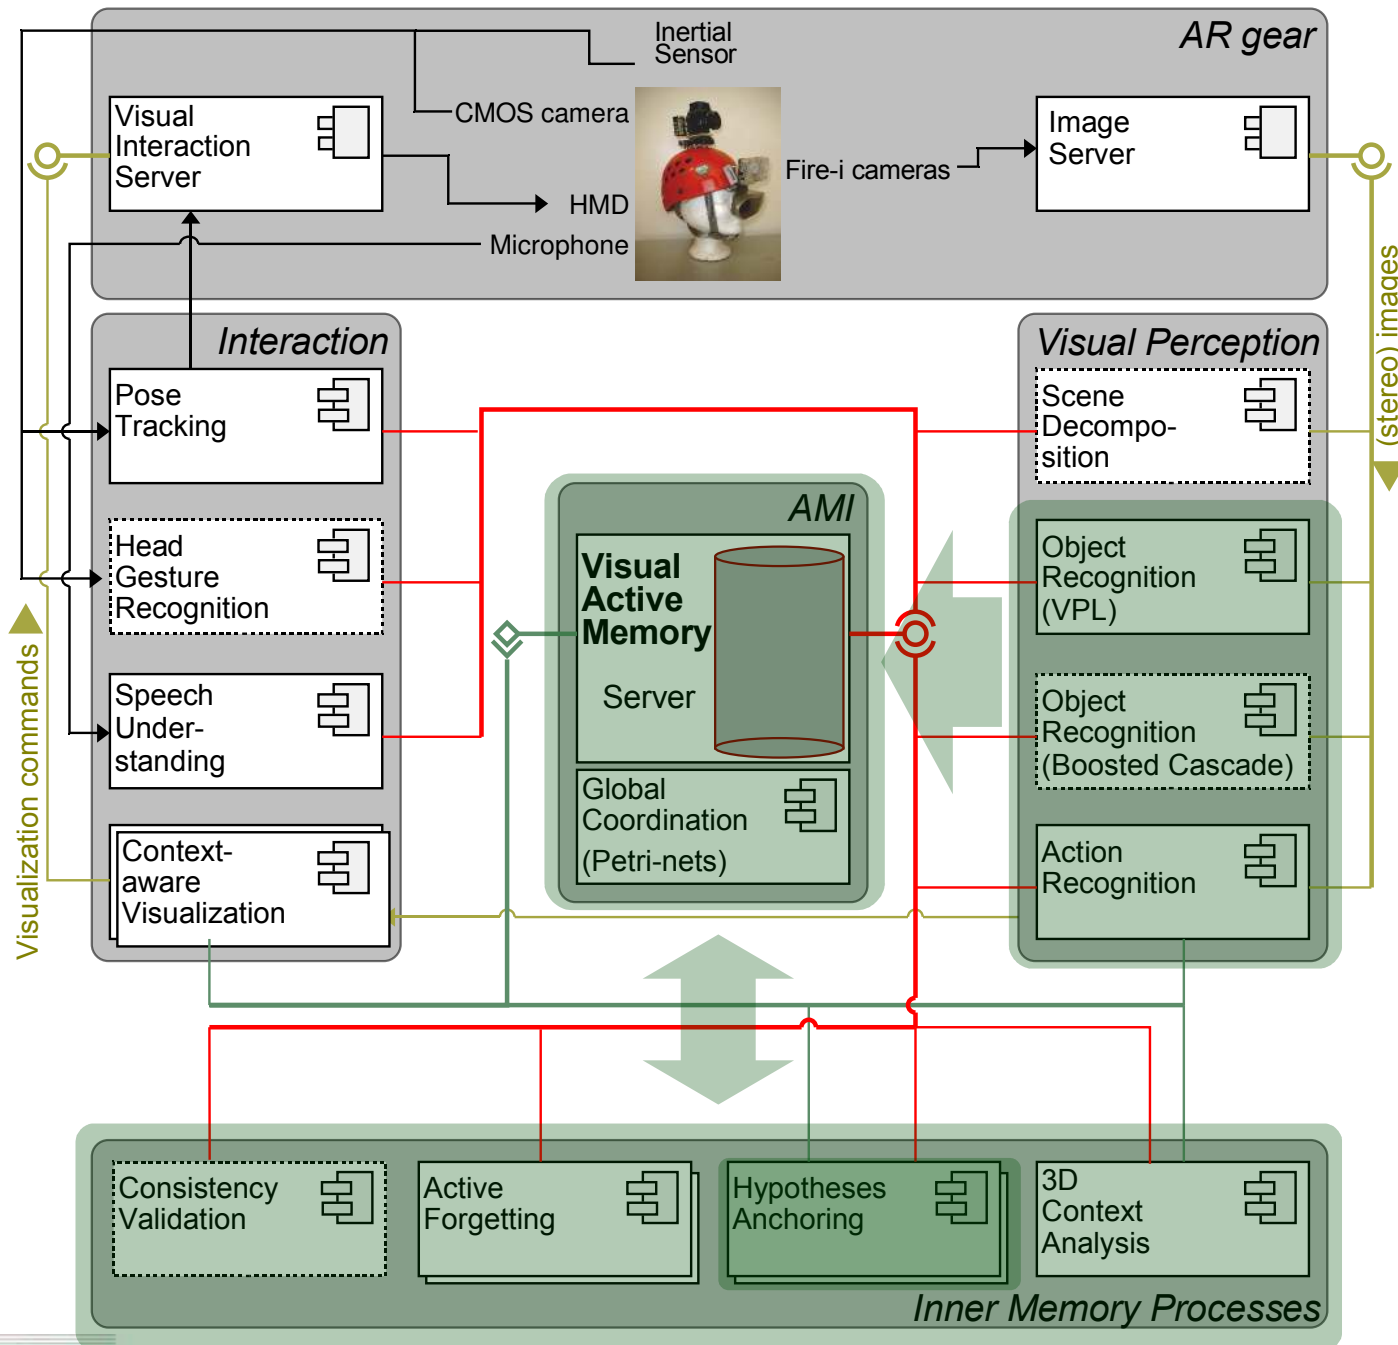 AR gear
Inertial
Sensor
CMOS camera
Visual
Interaction
Server
Image
Server
Fire-i cameras
HMD
Microphone
(stereo) images
Interaction
Pose
Tracking
Head
Gesture
Recognition
Speech
Under-
standing
Context-
aware
Visualization
Visualization commands
AMI
Visual
Active
Memory
Server
Global
Coordination
(Petri-nets)
Visual Perception
Scene
Decompo-
sition
Object
Recognition
(VPL)
Object
Recognition
(Boosted Cascade)
Action
Recognition
Consistency
Validation
Active
Forgetting
Hypotheses
Anchoring
3D
Context
Analysis
Inner Memory Processes